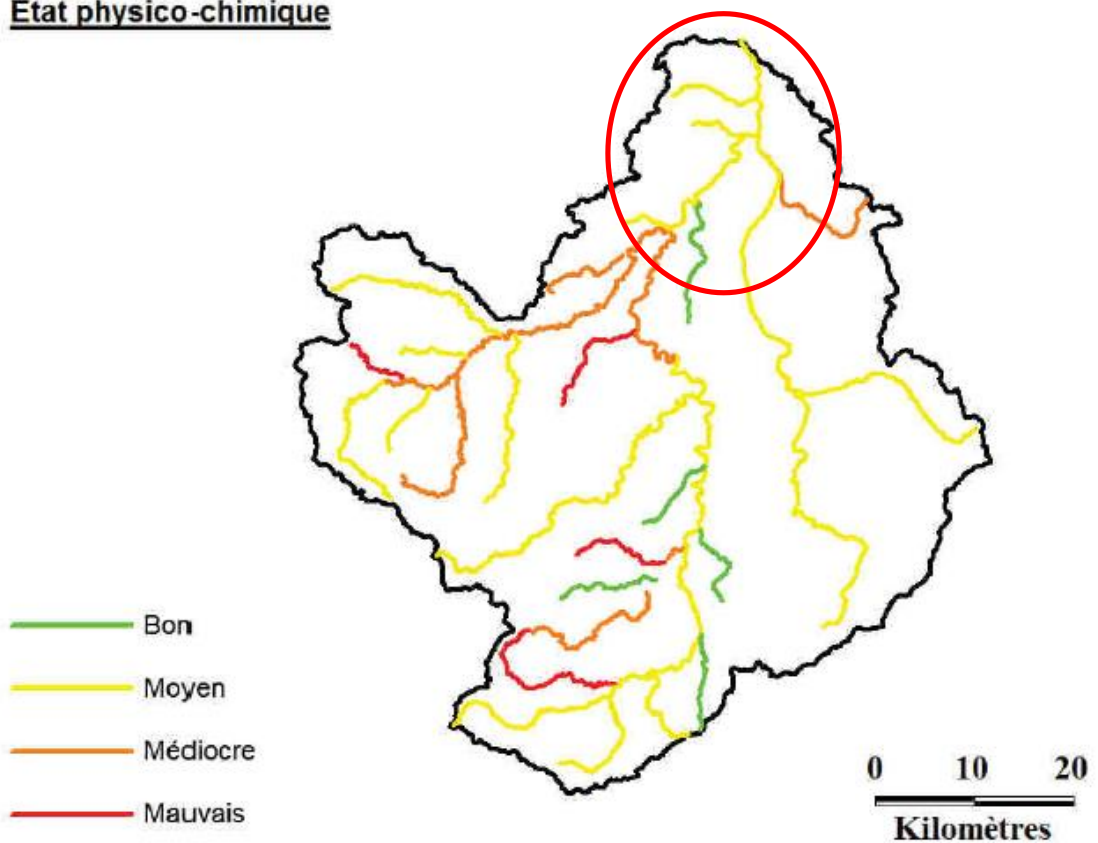 Etat physico-chimique
Bon
Moyen
Médiocre
Mauvais
0 10 20
Kilomètres